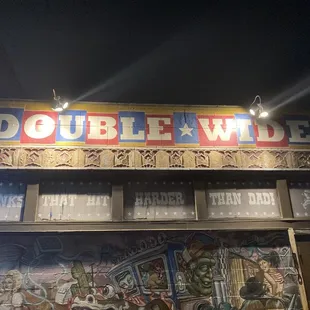 DOUBLE ★ WIDE
THAT HIT HARDER THAN DAD!